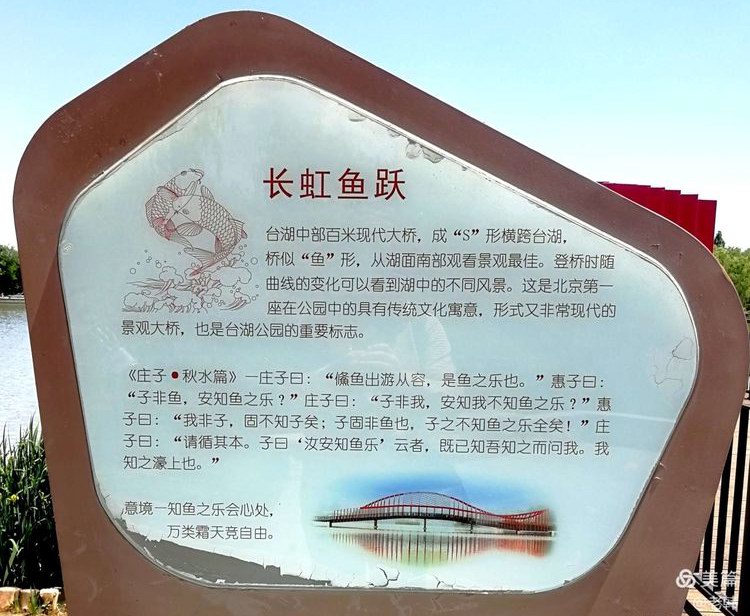 长虹鱼跃
台湖中部百米现代大桥，成“S”形横跨台湖，
桥似“鱼”形，从湖面南部观看景观最佳。登桥时随
曲线的变化可以看到湖中的不同风景。这是北京第一
座在公园中的具有传统文化寓意，形式又非常现代的
景观大桥，也是台湖公园的重要标志。
《庄子•秋水篇》一庄子曰：“鯈鱼出游从容，是鱼之乐也。”惠子曰：
“子非鱼，安知鱼之乐？”庄子曰：“子非我，安知我不知鱼之乐？”惠
子曰：“我非子，固不知子矣；子固非鱼也，子之不知鱼之乐全矣！”庄
子曰：“请循其本。子曰‘汝安知鱼乐’云者，既已知吾知之而问我。我
知之濠上也。”
意境一知鱼之乐会心处，
万类霜天竞自由。
美篇